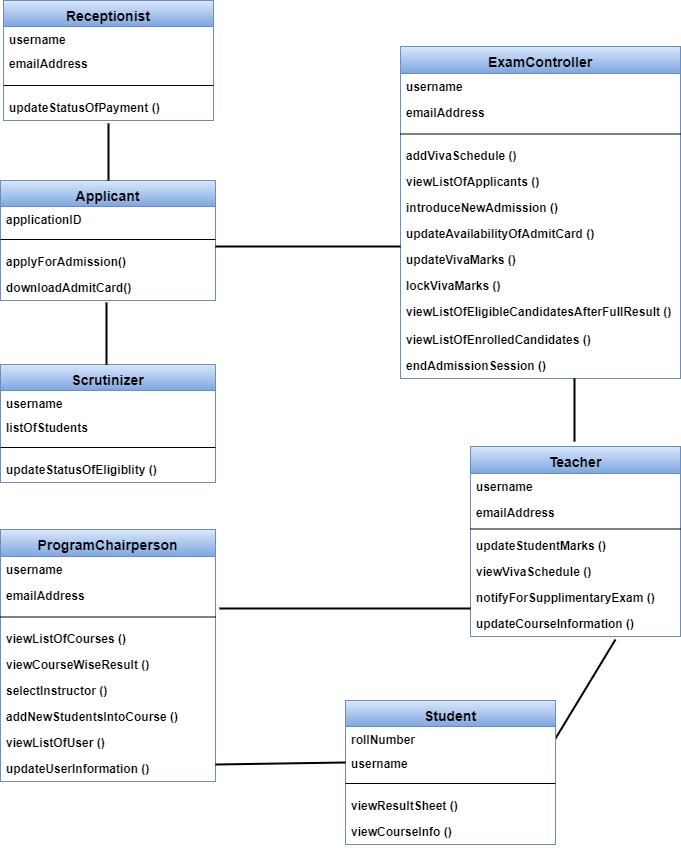 Receptionist
username
emailAddress
updateStatusOfPayment ()
ExamController
username
emailAddress
addVivaSchedule ()
viewListOfApplicants ()
introduceNewAdmission ()
updateAvailabilityOfAdmitCard ()
updateVivaMarks ()
lockVivaMarks ()
viewListOfEligibleCandidatesAfterFullResult ()
viewListOfEnrolledCandidates ()
endAdmissionSession ()
Applicant
applicationID
applyForAdmission()
downloadAdmitCard()
Scrutinizer
username
listOfStudents
updateStatusOfEligiblity ()
Teacher
username
emailAddress
updateStudentMarks ()
viewVivaSchedule ()
notifyForSupplimentaryExam ()
updateCourseInformation ()
ProgramChairperson
username
emailAddress
viewListOfCourses ()
viewCourseWiseResult ()
selectInstructor ()
addNewStudentsIntoCourse ()
viewListOfUser ()
updateUserInformation ()
Student
rollNumber
username
viewResultSheet ()
viewCourseInfo ()